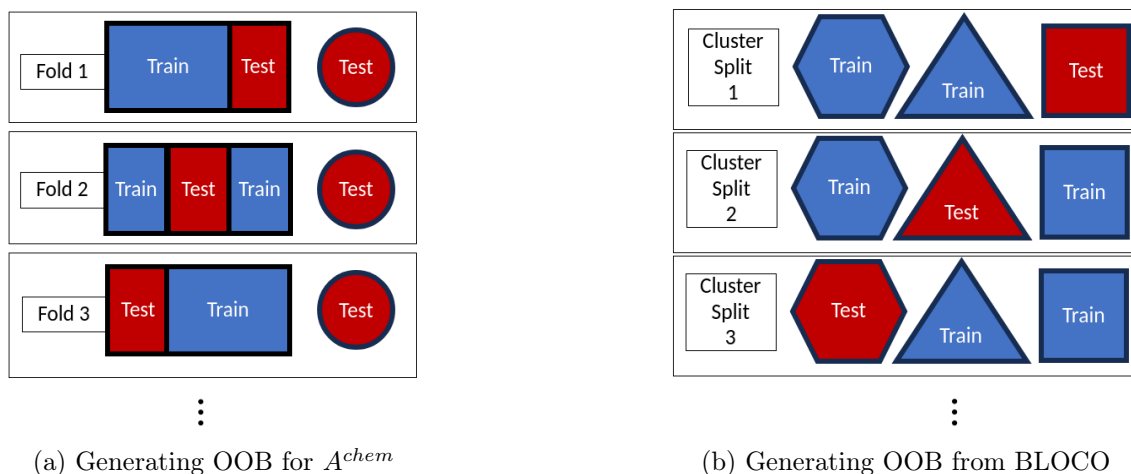 Fold 1
Train
Test
Test
Fold 2
Train
Test
Train
Test
Fold 3
Test
Train
Test
⋮
(a) Generating OOB for A^chem
Cluster
Split
1
Train
Train
Test
Cluster
Split
2
Train
Test
Train
Cluster
Split
3
Test
Train
Train
⋮
(b) Generating OOB from BLOCO